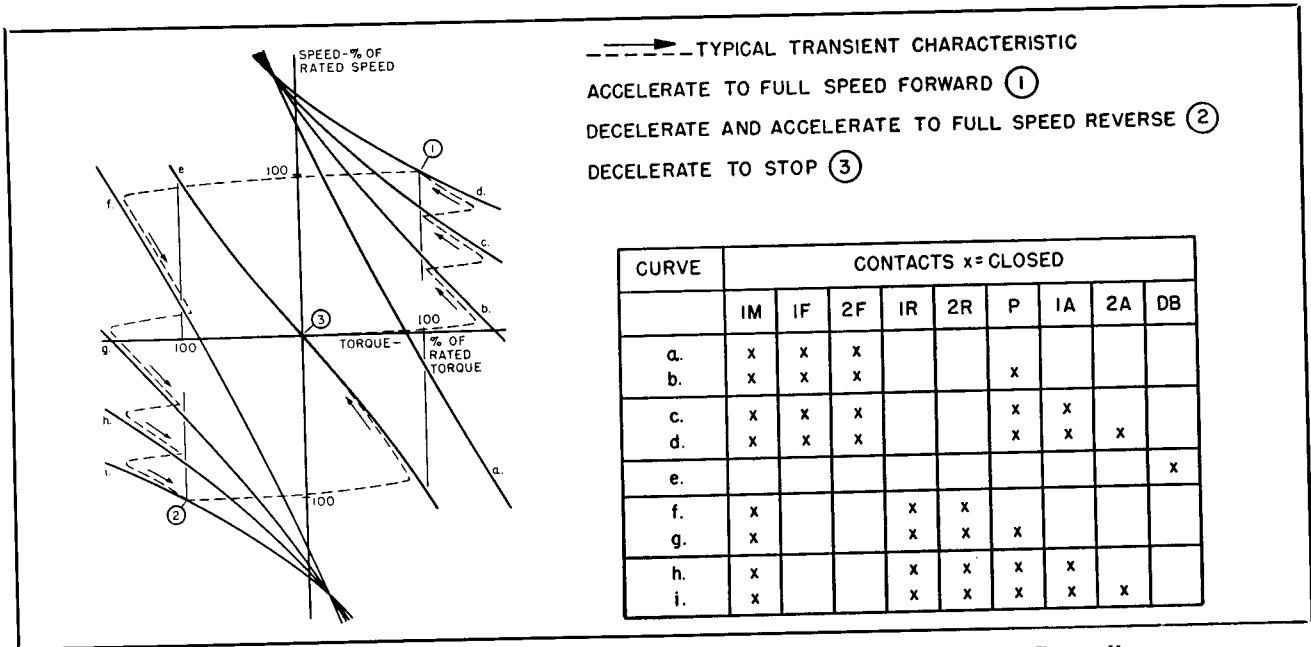 SPEED-% OF
RATED SPEED
100
①
d.
c.
b.
e
f.
③
100
TORQUE-
% OF
RATED
TORQUE
100
g.
h.
i.
②
100
a.
TYPICAL TRANSIENT CHARACTERISTIC
ACCELERATE TO FULL SPEED FORWARD ①
DECELERATE AND ACCELERATE TO FULL SPEED REVERSE ②
DECELERATE TO STOP ③
CURVE CONTACTS x=CLOSED
1M 1F 2F 1R 2R P 1A 2A DB
a. x x x
b. x x x x
c. x x x x x
d. x x x x x x
e. x
f. x x x
g. x x x x
h. x x x x x
i. x x x x x x